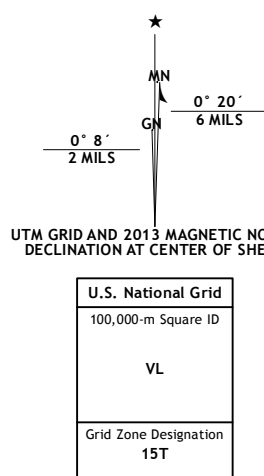 ★
MN
0° 20´
6 MILS
GN
0° 8´
2 MILS
UTM GRID AND 2013 MAGNETIC NO
DECLINATION AT CENTER OF SHE
U.S. National Grid
100,000-m Square ID
VL
Grid Zone Designation
15T